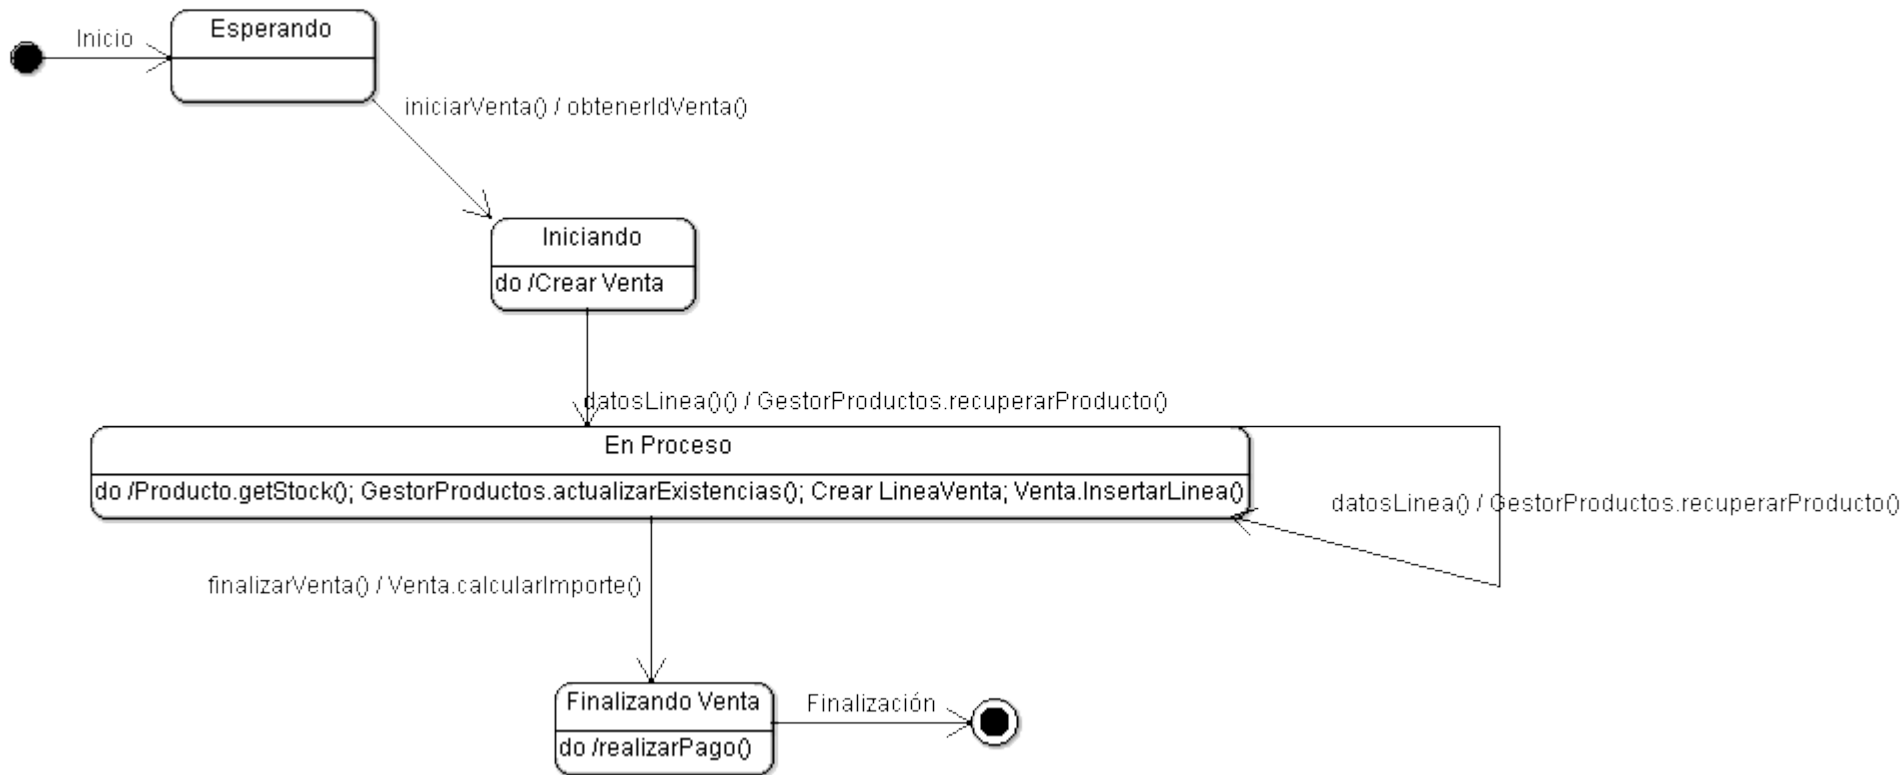 Inicio
Esperando
iniciarVenta() / obtenerIdVenta()
Iniciando
do /Crear Venta
datosLinea()() / GestorProductos.recuperarProducto()
En Proceso
do /Producto.getStock(); GestorProductos.actualizarExistencias(); Crear LineaVenta; Venta.InsertarLinea()
datosLinea() / GestorProductos.recuperarProducto()
finalizarVenta() / Venta.calcularImporte()
Finalizando Venta
do /realizarPago()
Finalización